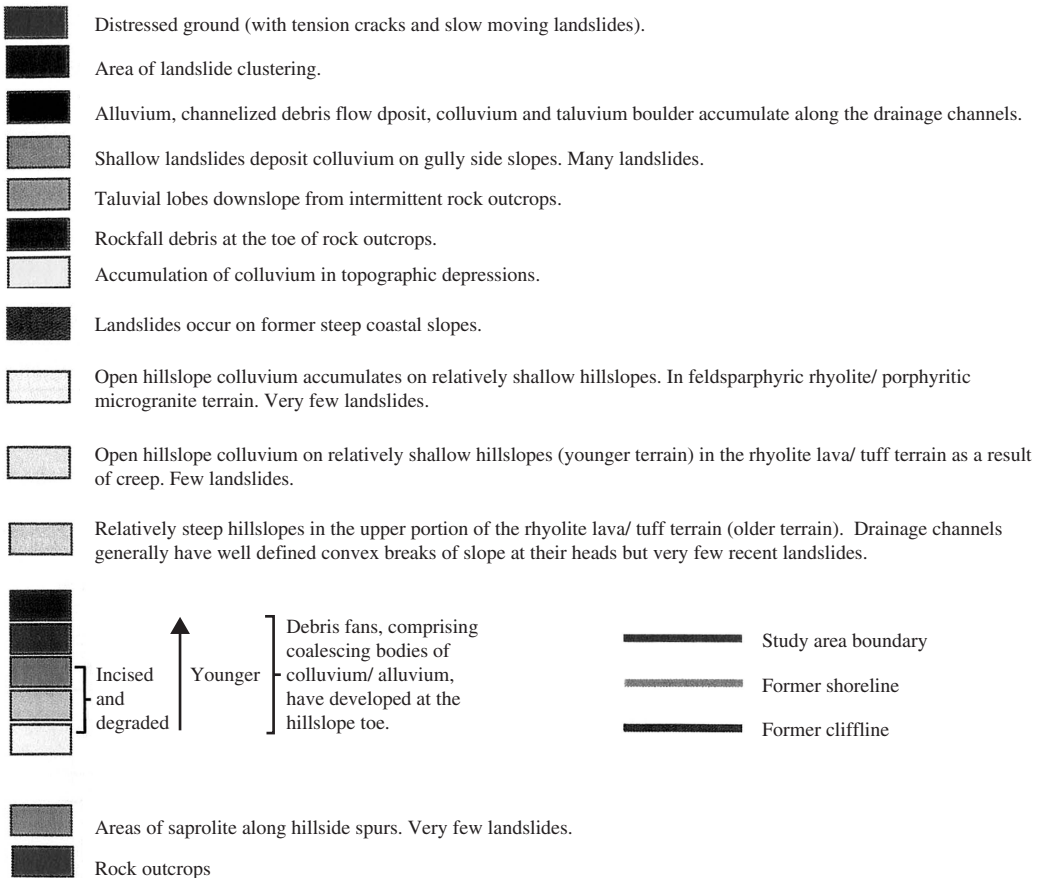 Distressed ground (with tension cracks and slow moving landslides).
Area of landslide clustering.
Alluvium, channelized debris flow dposit, colluvium and taluvium boulder accumulate along the drainage channels.
Shallow landslides deposit colluvium on gully side slopes. Many landslides.
Taluvial lobes downslope from intermittent rock outcrops.
Rockfall debris at the toe of rock outcrops.
Accumulation of colluvium in topographic depressions.
Landslides occur on former steep coastal slopes.
Open hillslope colluvium accumulates on relatively shallow hillslopes. In feldsparphyric rhyolite/ porphyritic
microgranite terrain. Very few landslides.
Open hillslope colluvium on relatively shallow hillslopes (younger terrain) in the rhyolite lava/ tuff terrain as a result
of creep. Few landslides.
Relatively steep hillslopes in the upper portion of the rhyolite lava/ tuff terrain (older terrain). Drainage channels
generally have well defined convex breaks of slope at their heads but very few recent landslides.
Incised
and
degraded
Younger
Debris fans, comprising
coalescing bodies of
colluvium/ alluvium,
have developed at the
hillslope toe.
Study area boundary
Former shoreline
Former cliffline
Areas of saprolite along hillside spurs. Very few landslides.
Rock outcrops